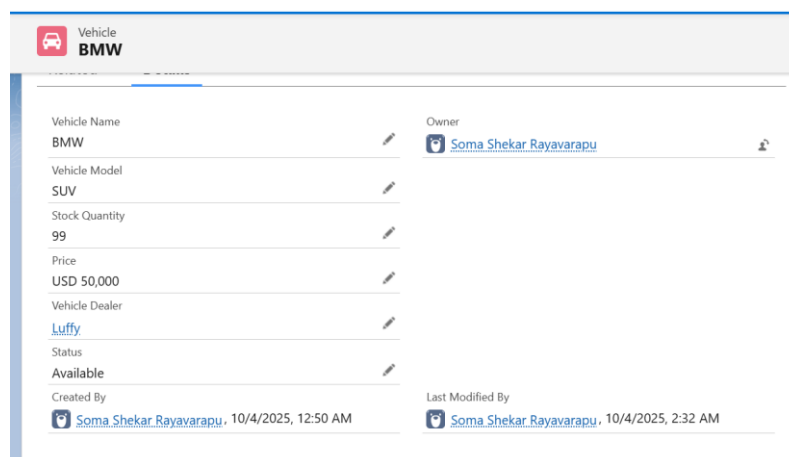 Vehicle
BMW
Vehicle Name
BMW
Owner
Soma Shekar Rayavarapu
Vehicle Model
SUV
Stock Quantity
99
Price
USD 50,000
Vehicle Dealer
Luffy
Status
Available
Created By
Soma Shekar Rayavarapu, 10/4/2025, 12:50 AM
Last Modified By
Soma Shekar Rayavarapu, 10/4/2025, 2:32 AM